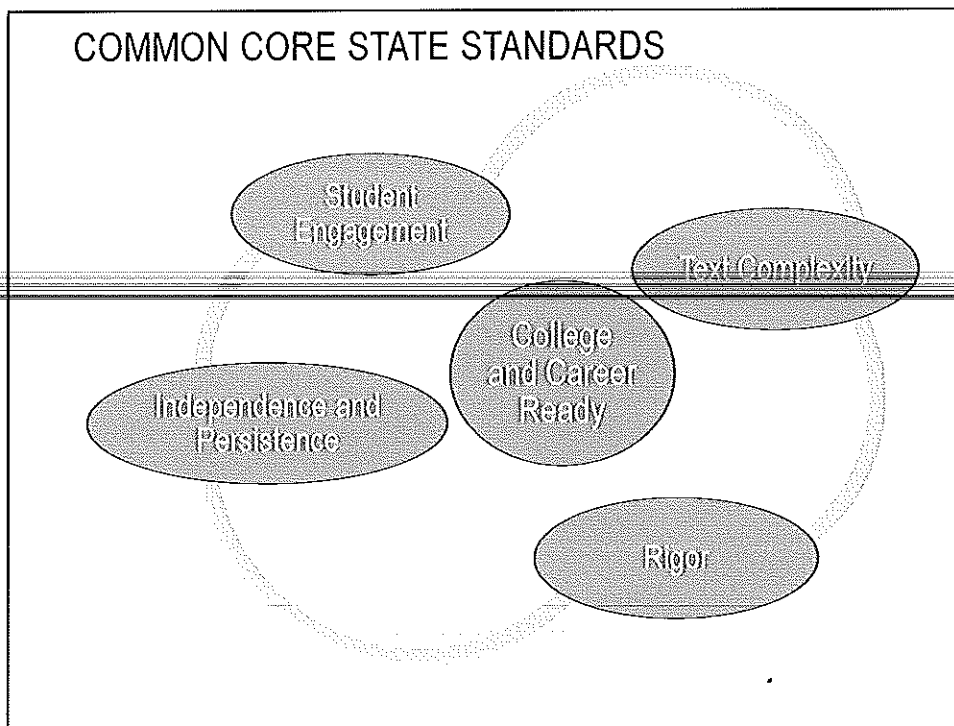 COMMON CORE STATE STANDARDS
Student
Engagement
Text Complexity
College
and Career
Ready
Independence and
Persistence
Rigor